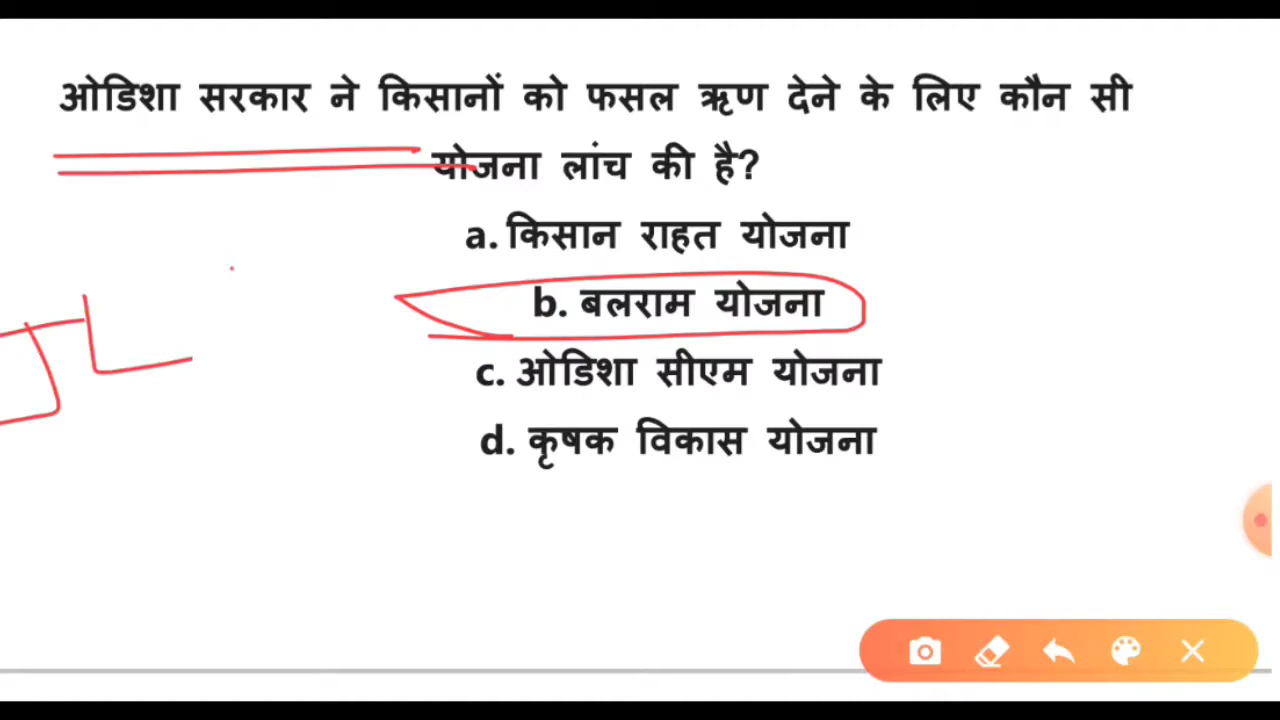 ओडिशा सरकार ने किसानों को फसल ऋण देने के लिए कौन सी
योजना लांच की है?
a. किसान राहत योजना
b. बलराम योजना
c. ओडिशा सीएम योजना
d. कृषक विकास योजना